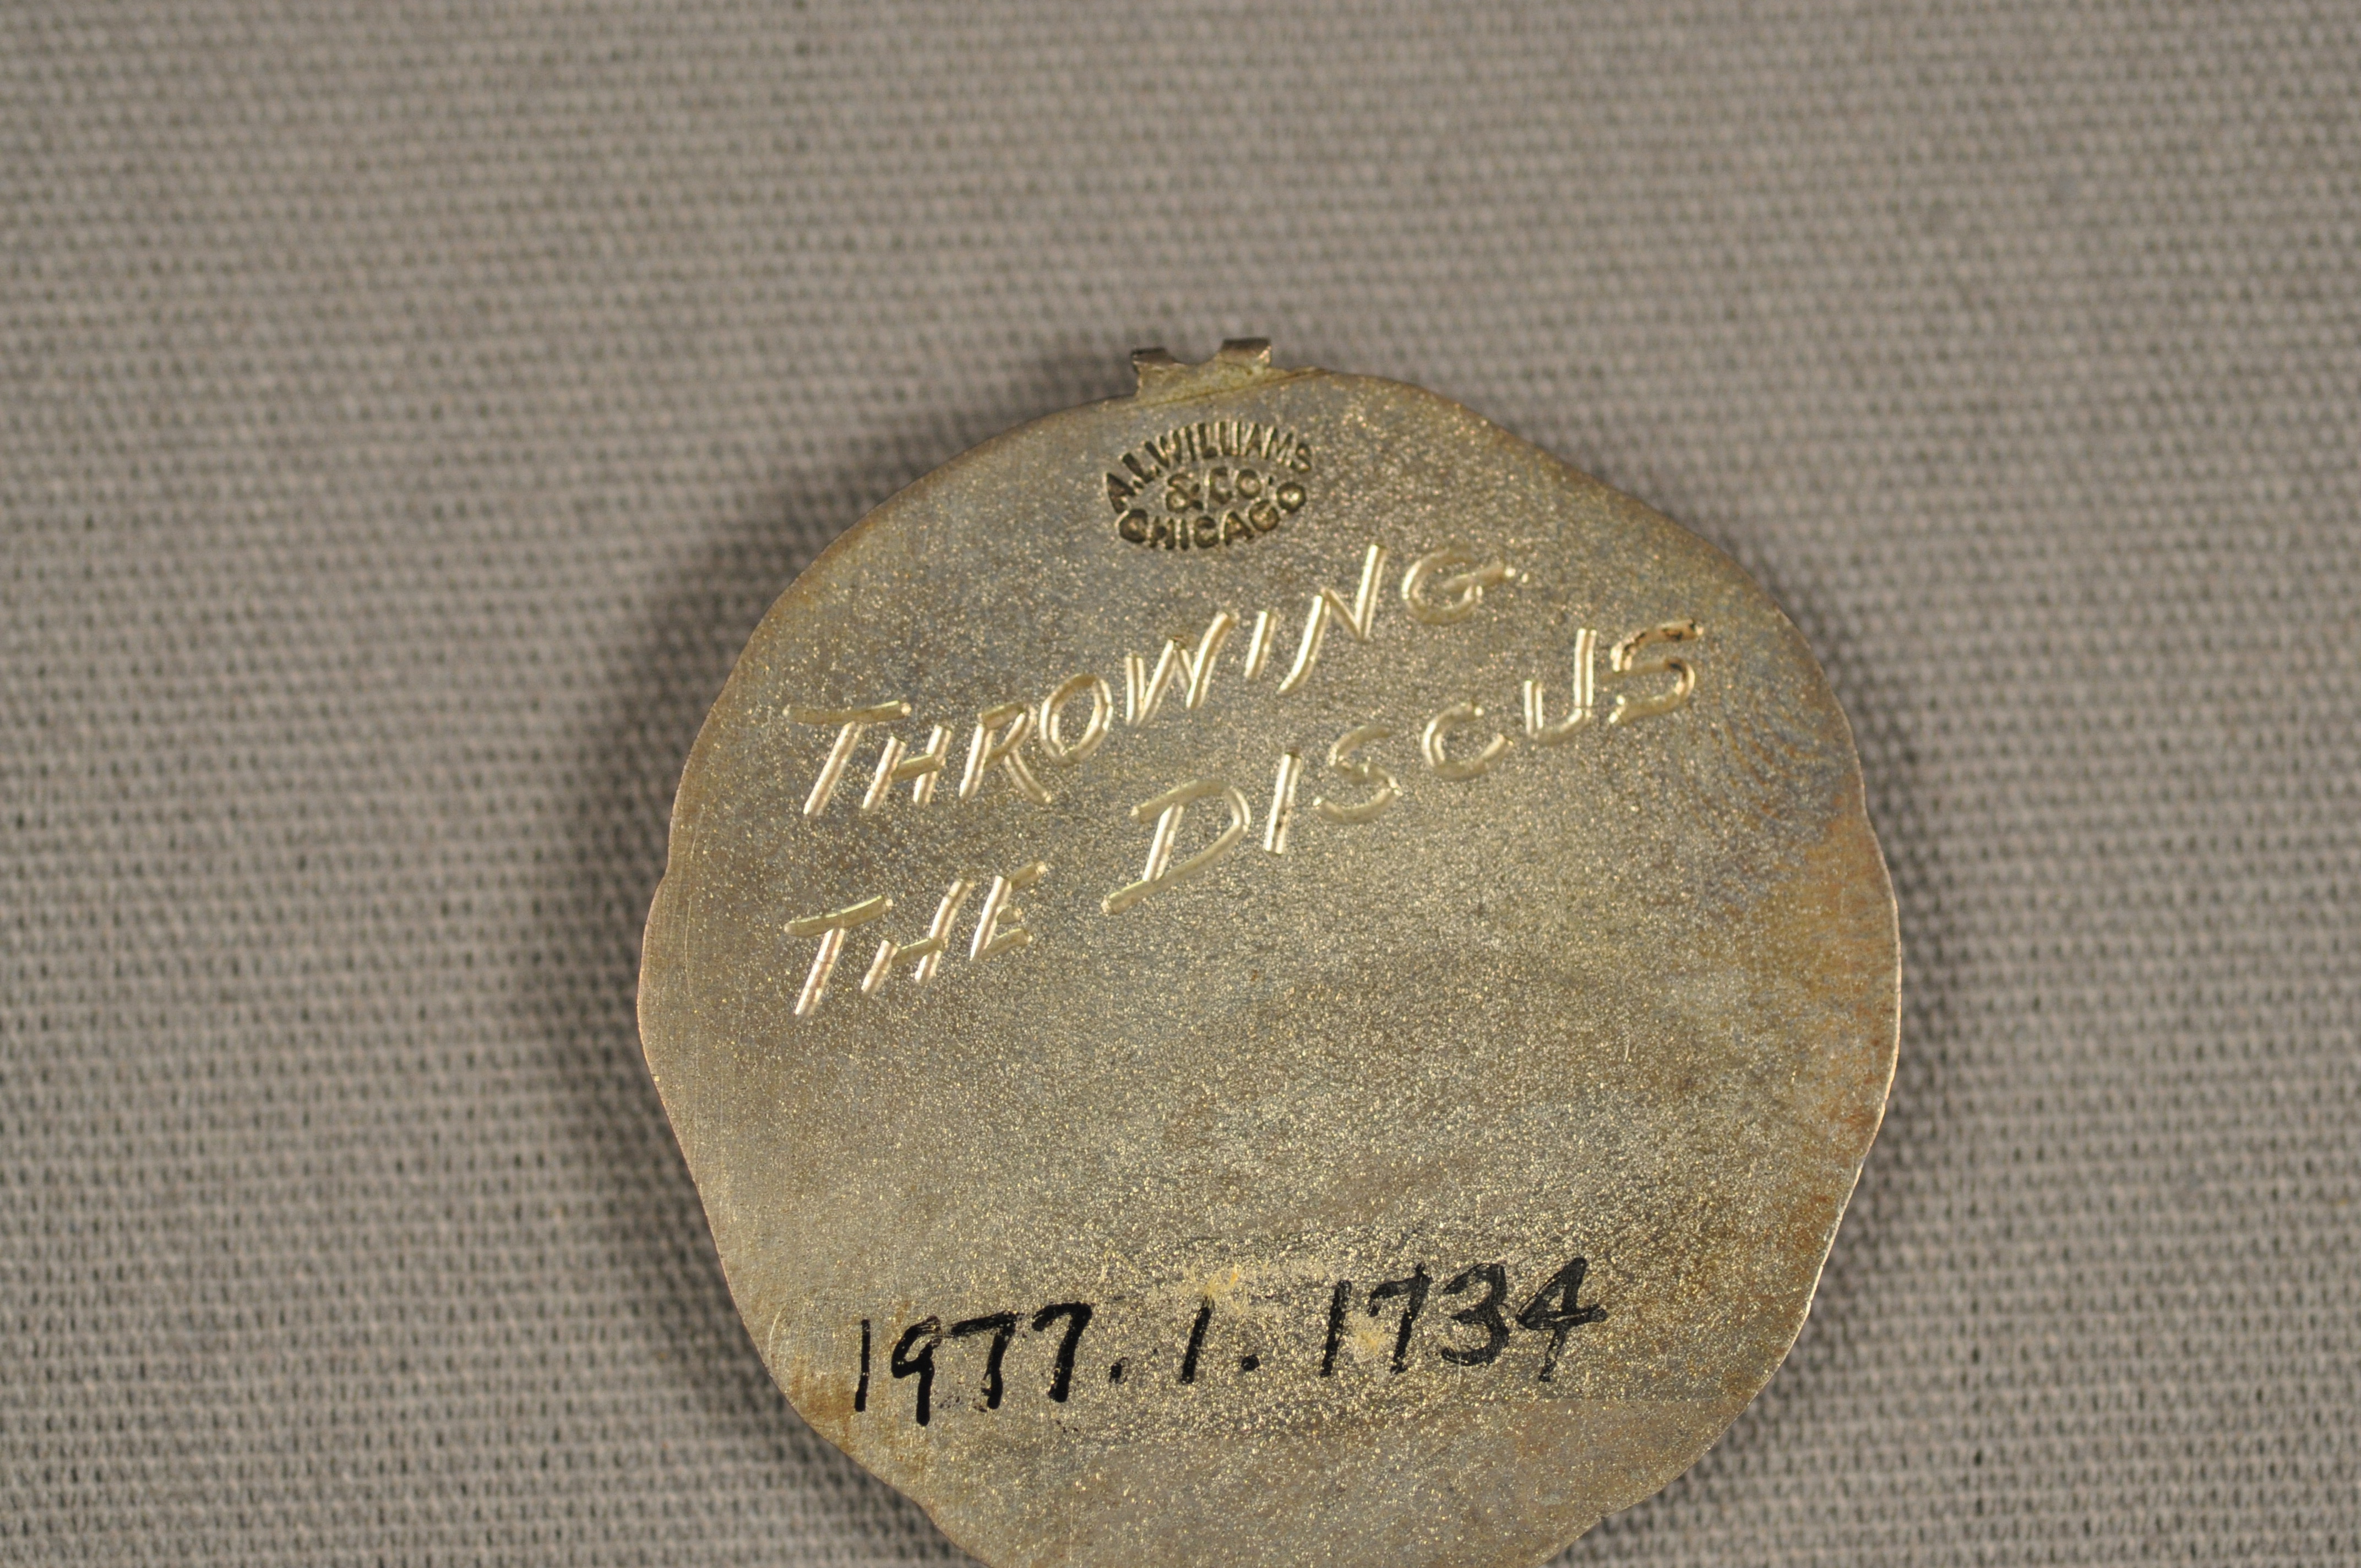 A.L.WILLIAMS
& CO.
CHICAGO
THROWING
THE DISCUS
1977.1.1734